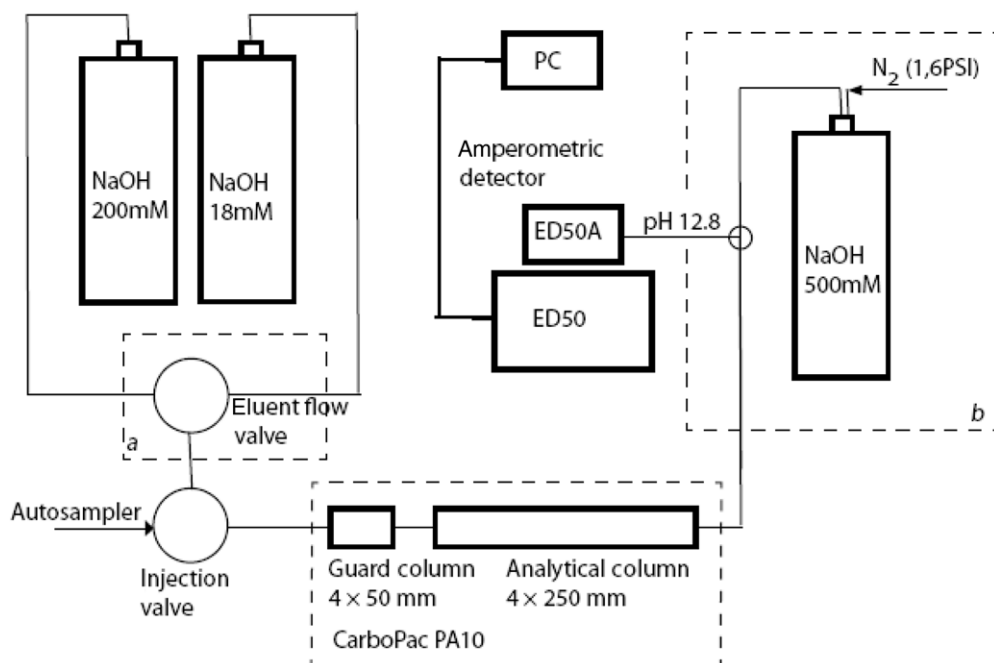 NaOH
200mM
NaOH
18mM
PC
N₂ (1,6PSI)
Amperometric
detector
ED50A
pH 12.8
ED50
NaOH
500mM
Eluent flow
valve
a
b
Autosampler
Injection
valve
Guard column
4 × 50 mm
Analytical column
4 × 250 mm
CarboPac PA10